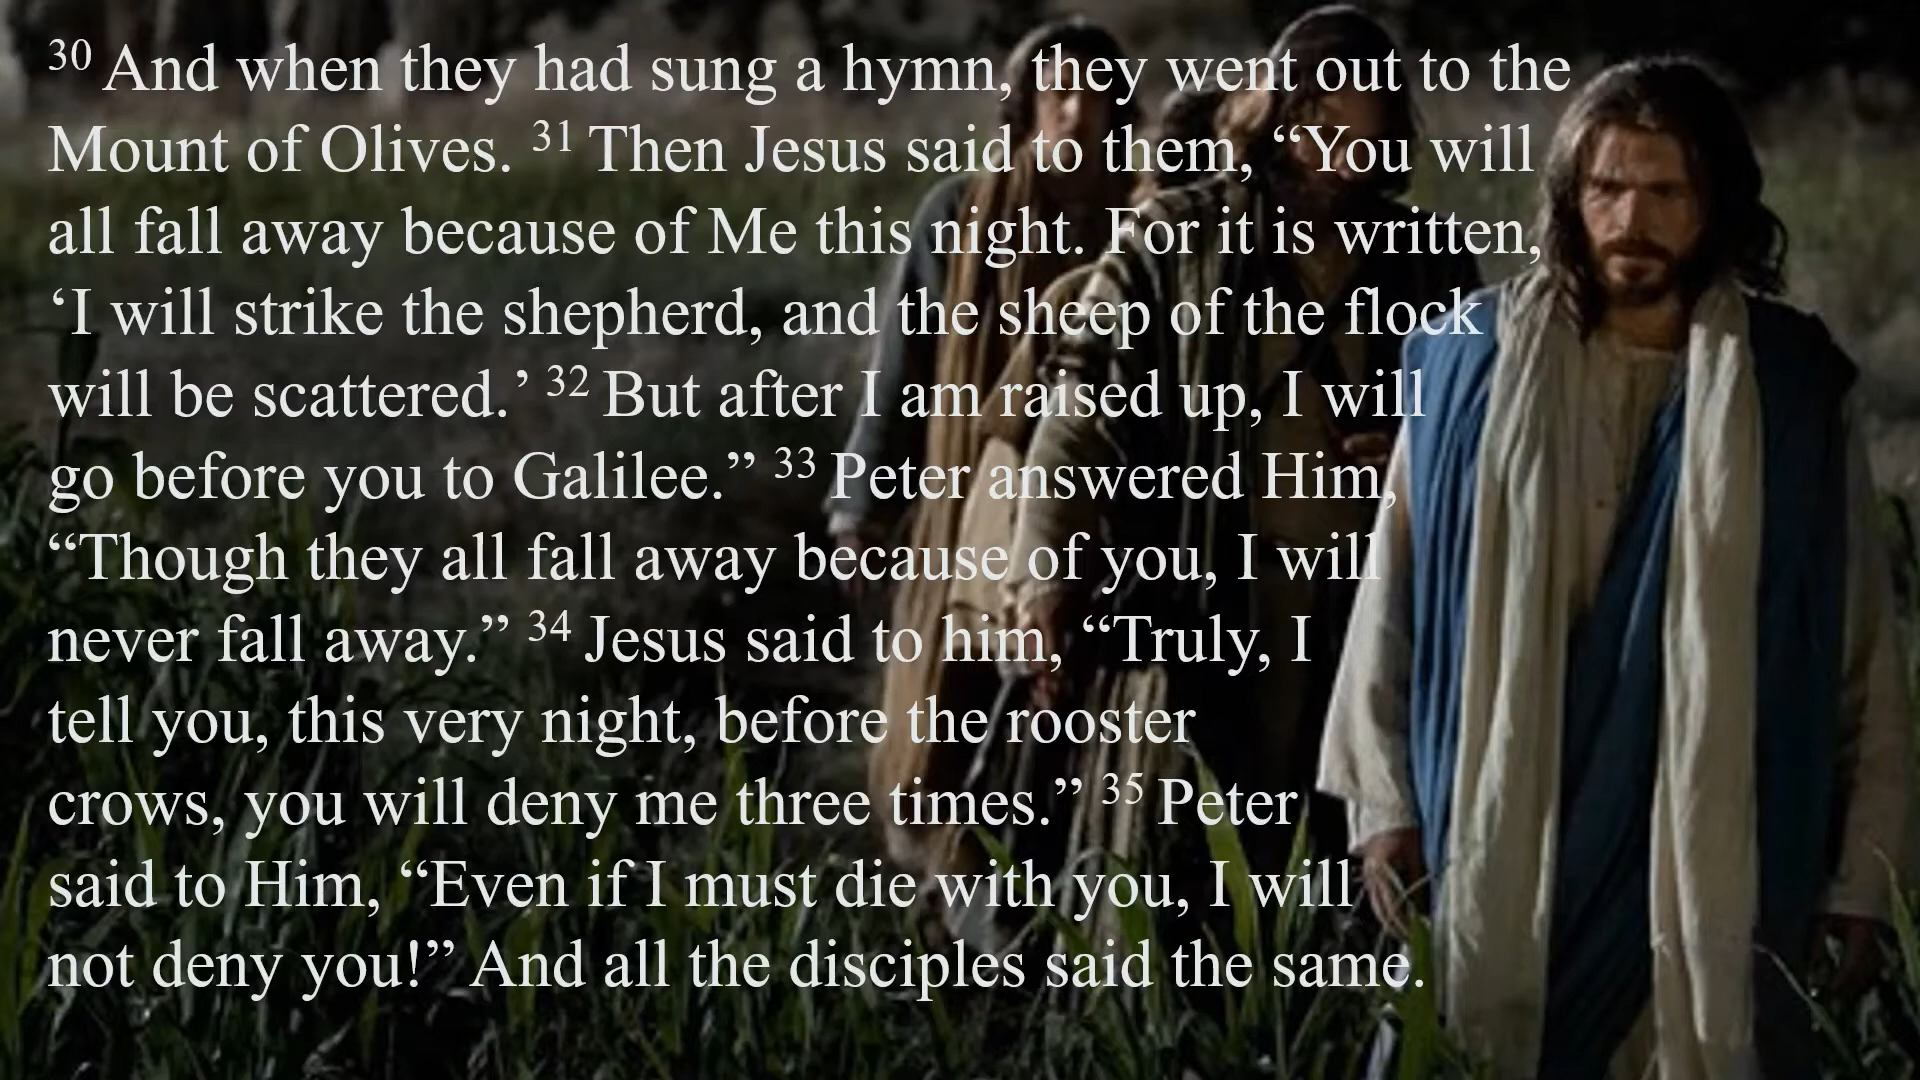 30 And when they had sung a hymn, they went out to the
Mount of Olives. 31 Then Jesus said to them, “You will
all fall away because of Me this night. For it is written,
‘I will strike the shepherd, and the sheep of the flock
will be scattered.’ 32 But after I am raised up, I will
go before you to Galilee.” 33 Peter answered Him,
“Though they all fall away because of you, I will
never fall away.” 34 Jesus said to him, “Truly, I
tell you, this very night, before the rooster
crows, you will deny me three times.” 35 Peter
said to Him, “Even if I must die with you, I will
not deny you!” And all the disciples said the same.